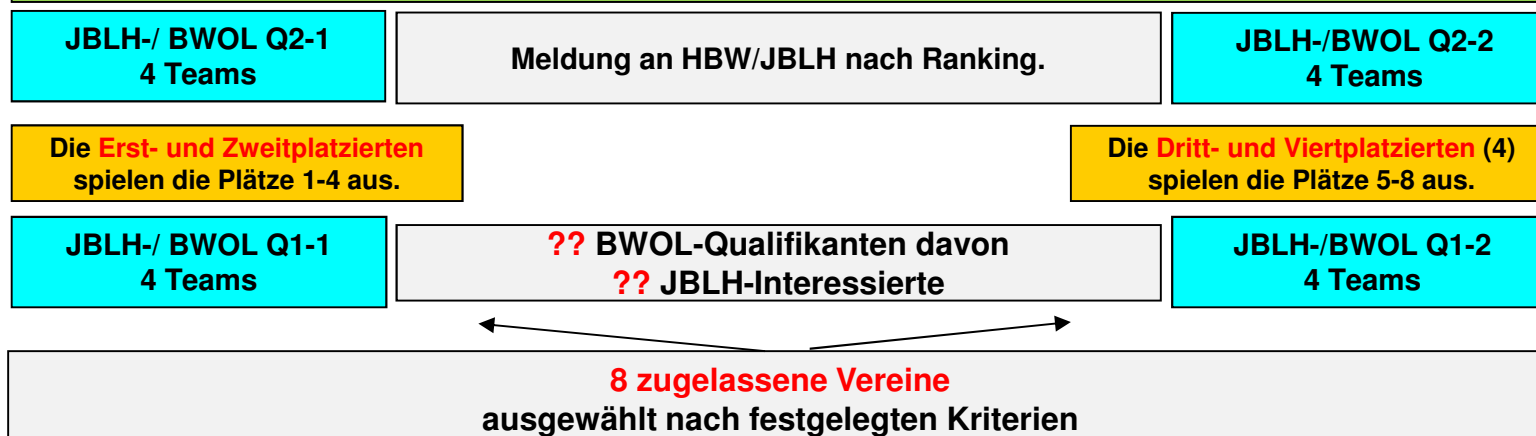 JBLH-/ BWOL Q2-1
4 Teams
Meldung an HBW/JBLH nach Ranking.
JBLH-/BWOL Q2-2
4 Teams
Die Erst- und Zweitplatzierten
spielen die Plätze 1-4 aus.
Die Dritt- und Viertplatzierten (4)
spielen die Plätze 5-8 aus.
JBLH-/ BWOL Q1-1
4 Teams
?? BWOL-Qualifikanten davon
?? JBLH-Interessierte
JBLH-/BWOL Q1-2
4 Teams
8 zugelassene Vereine
ausgewählt nach festgelegten Kriterien